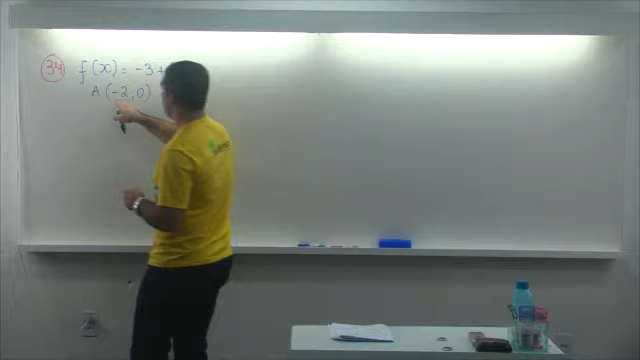 34 f(x) = -3 +
A (-2, 0)